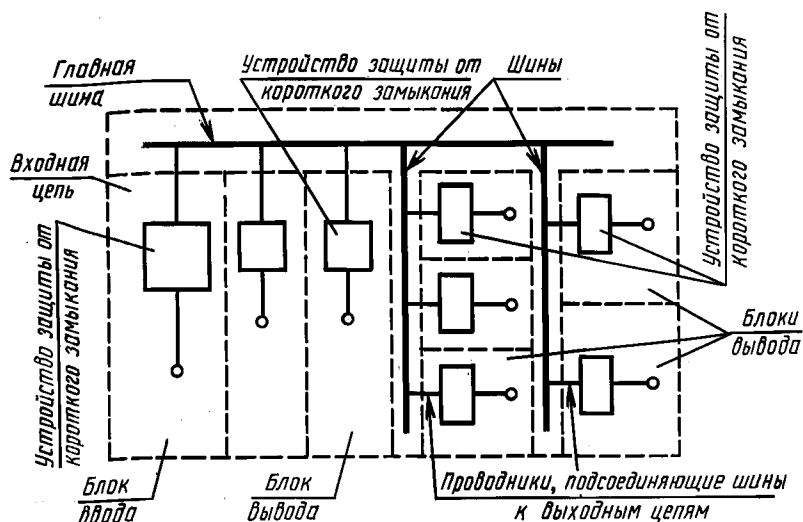 Главная
шина
Устройство защиты от
короткого замыкания
Шины
Устройство защиты от
короткого замыкания
Входная
цепь
Устройство защиты от
короткого замыкания
Блоки
вывода
Блок
ввода
Блок
вывода
Проводники, подсоединяющие шины
к выходным цепям